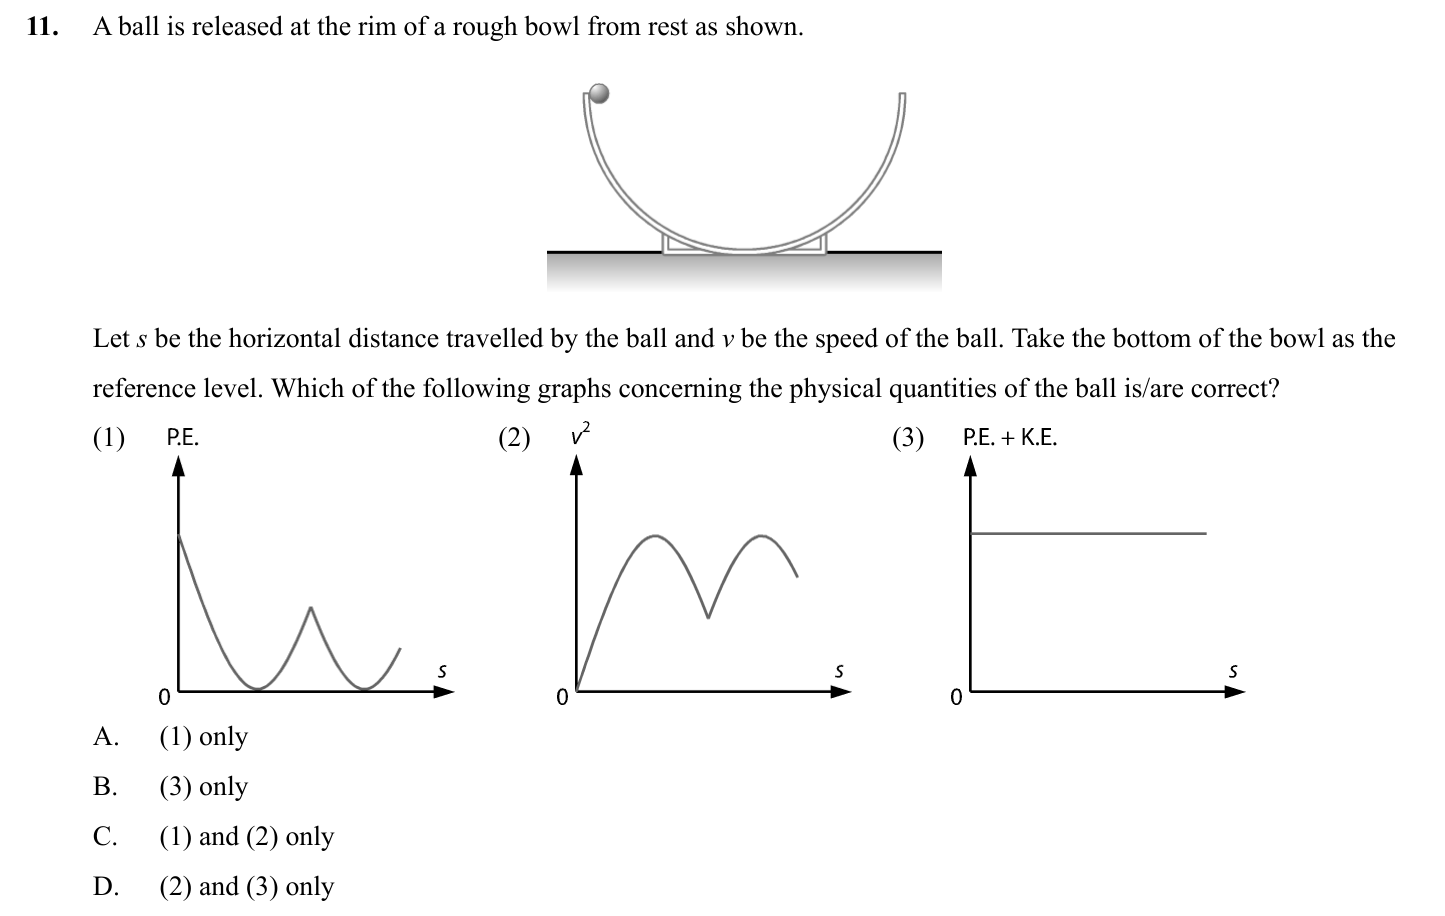 11. A ball is released at the rim of a rough bowl from rest as shown.
Let s be the horizontal distance travelled by the ball and v be the speed of the ball. Take the bottom of the bowl as the
reference level. Which of the following graphs concerning the physical quantities of the ball is/are correct?
(1) P.E. (2) v² (3) P.E. + K.E.
s s s
0 0 0
A. (1) only
B. (3) only
C. (1) and (2) only
D. (2) and (3) only